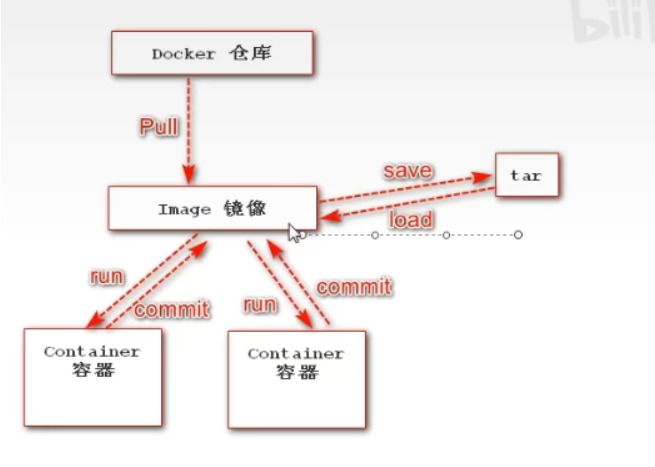 bili
Docker 仓库
Pull
save
tar
Image 镜像
load
run
commit
run
commit
Container
容器
Container
容器